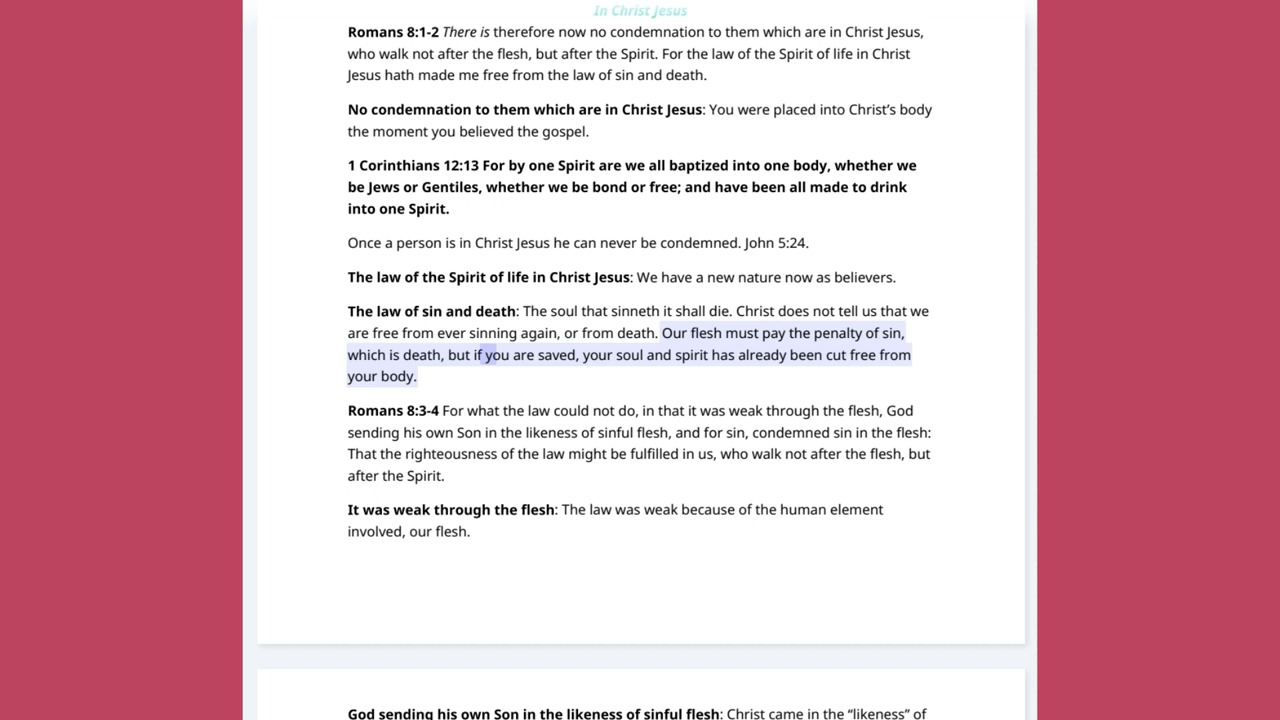 In Christ Jesus
Romans 8:1-2 There is therefore now no condemnation to them which are in Christ Jesus,
who walk not after the flesh, but after the Spirit. For the law of the Spirit of life in Christ
Jesus hath made me free from the law of sin and death.
No condemnation to them which are in Christ Jesus: You were placed into Christ’s body
the moment you believed the gospel.
1 Corinthians 12:13 For by one Spirit are we all baptized into one body, whether we
be Jews or Gentiles, whether we be bond or free; and have been all made to drink
into one Spirit.
Once a person is in Christ Jesus he can never be condemned. John 5:24.
The law of the Spirit of life in Christ Jesus: We have a new nature now as believers.
The law of sin and death: The soul that sinneth it shall die. Christ does not tell us that we
are free from ever sinning again, or from death. Our flesh must pay the penalty of sin,
which is death, but if you are saved, your soul and spirit has already been cut free from
your body.
Romans 8:3-4 For what the law could not do, in that it was weak through the flesh, God
sending his own Son in the likeness of sinful flesh, and for sin, condemned sin in the flesh:
That the righteousness of the law might be fulfilled in us, who walk not after the flesh, but
after the Spirit.
It was weak through the flesh: The law was weak because of the human element
involved, our flesh.
God sending his own Son in the likeness of sinful flesh: Christ came in the “likeness” of